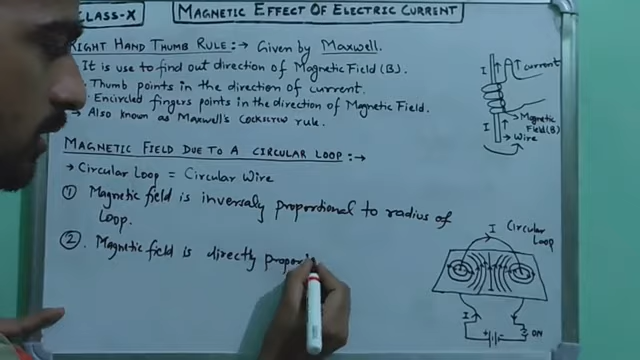 CLASS-X
MAGNETIC EFFECT OF ELECTRIC CURRENT
RIGHT HAND THUMB RULE :→ Given by Maxwell.
It is use to find out direction of Magnetic Field (B).
Thumb points in the direction of current.
Encircled fingers points in the direction of Magnetic Field.
→ Also known as Maxwell's Cockscrew rule.
I ↑ ↑ current
I ↑ → Magnetic Field (B)
→ Wire
MAGNETIC FIELD DUE TO A CIRCULAR LOOP :→
→ Circular Loop = Circular Wire
① Magnetic field is inversaly proportional to radius of
Loop.
② Magnetic field is directly propor
I Circular
Loop
I
+ -
ON